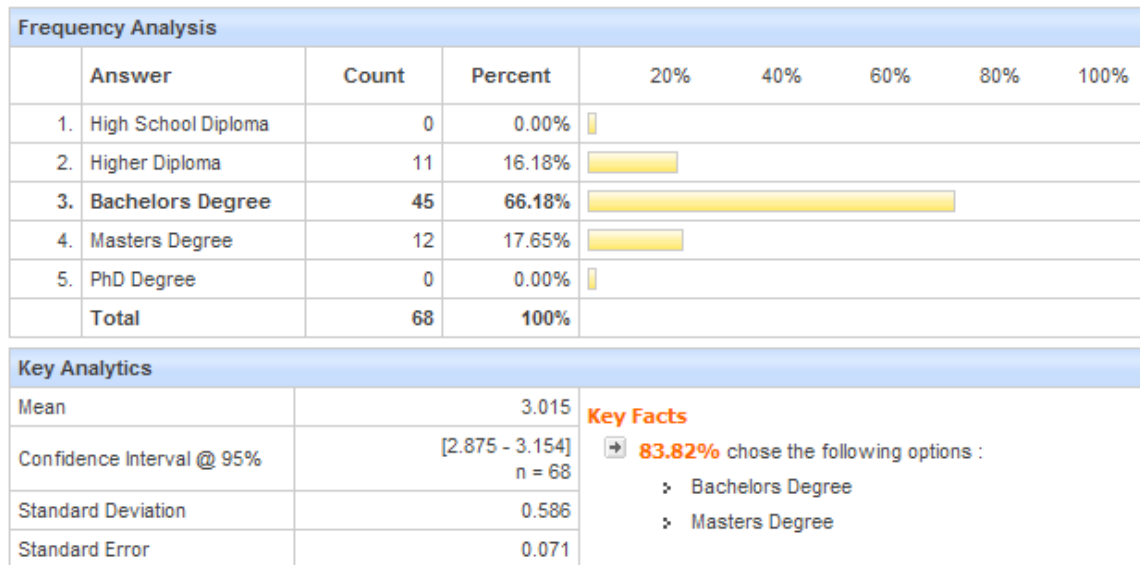 Frequency Analysis
Answer Count Percent 20% 40% 60% 80% 100%
1. High School Diploma 0 0.00%
2. Higher Diploma 11 16.18%
3. Bachelors Degree 45 66.18%
4. Masters Degree 12 17.65%
5. PhD Degree 0 0.00%
Total 68 100%
Key Analytics
Mean 3.015
Confidence Interval @ 95% [2.875 - 3.154]
n = 68
Standard Deviation 0.586
Standard Error 0.071
Key Facts
83.82% chose the following options :
Bachelors Degree
Masters Degree